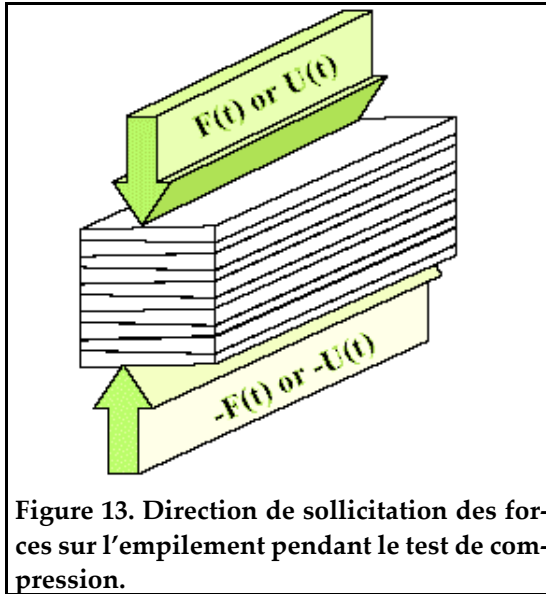 F(t) or U(t)
-F(t) or -U(t)
Figure 13. Direction de sollicitation des for-
ces sur l'empilement pendant le test de com-
pression.